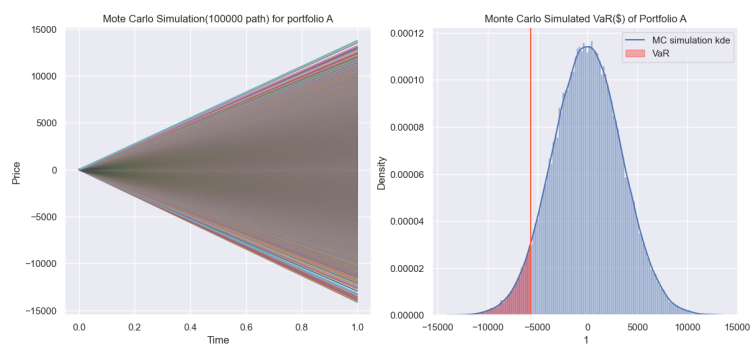 Mote Carlo Simulation(100000 path) for portfolio A
15000
10000
5000
0
−5000
−10000
−15000
Price
0.0 0.2 0.4 0.6 0.8 1.0
Time
Monte Carlo Simulated VaR($) of Portfolio A
MC simulation kde
VaR
0.00012
0.00010
0.00008
0.00006
0.00004
0.00002
0.00000
Density
−15000 −10000 −5000 0 5000 10000 15000
1